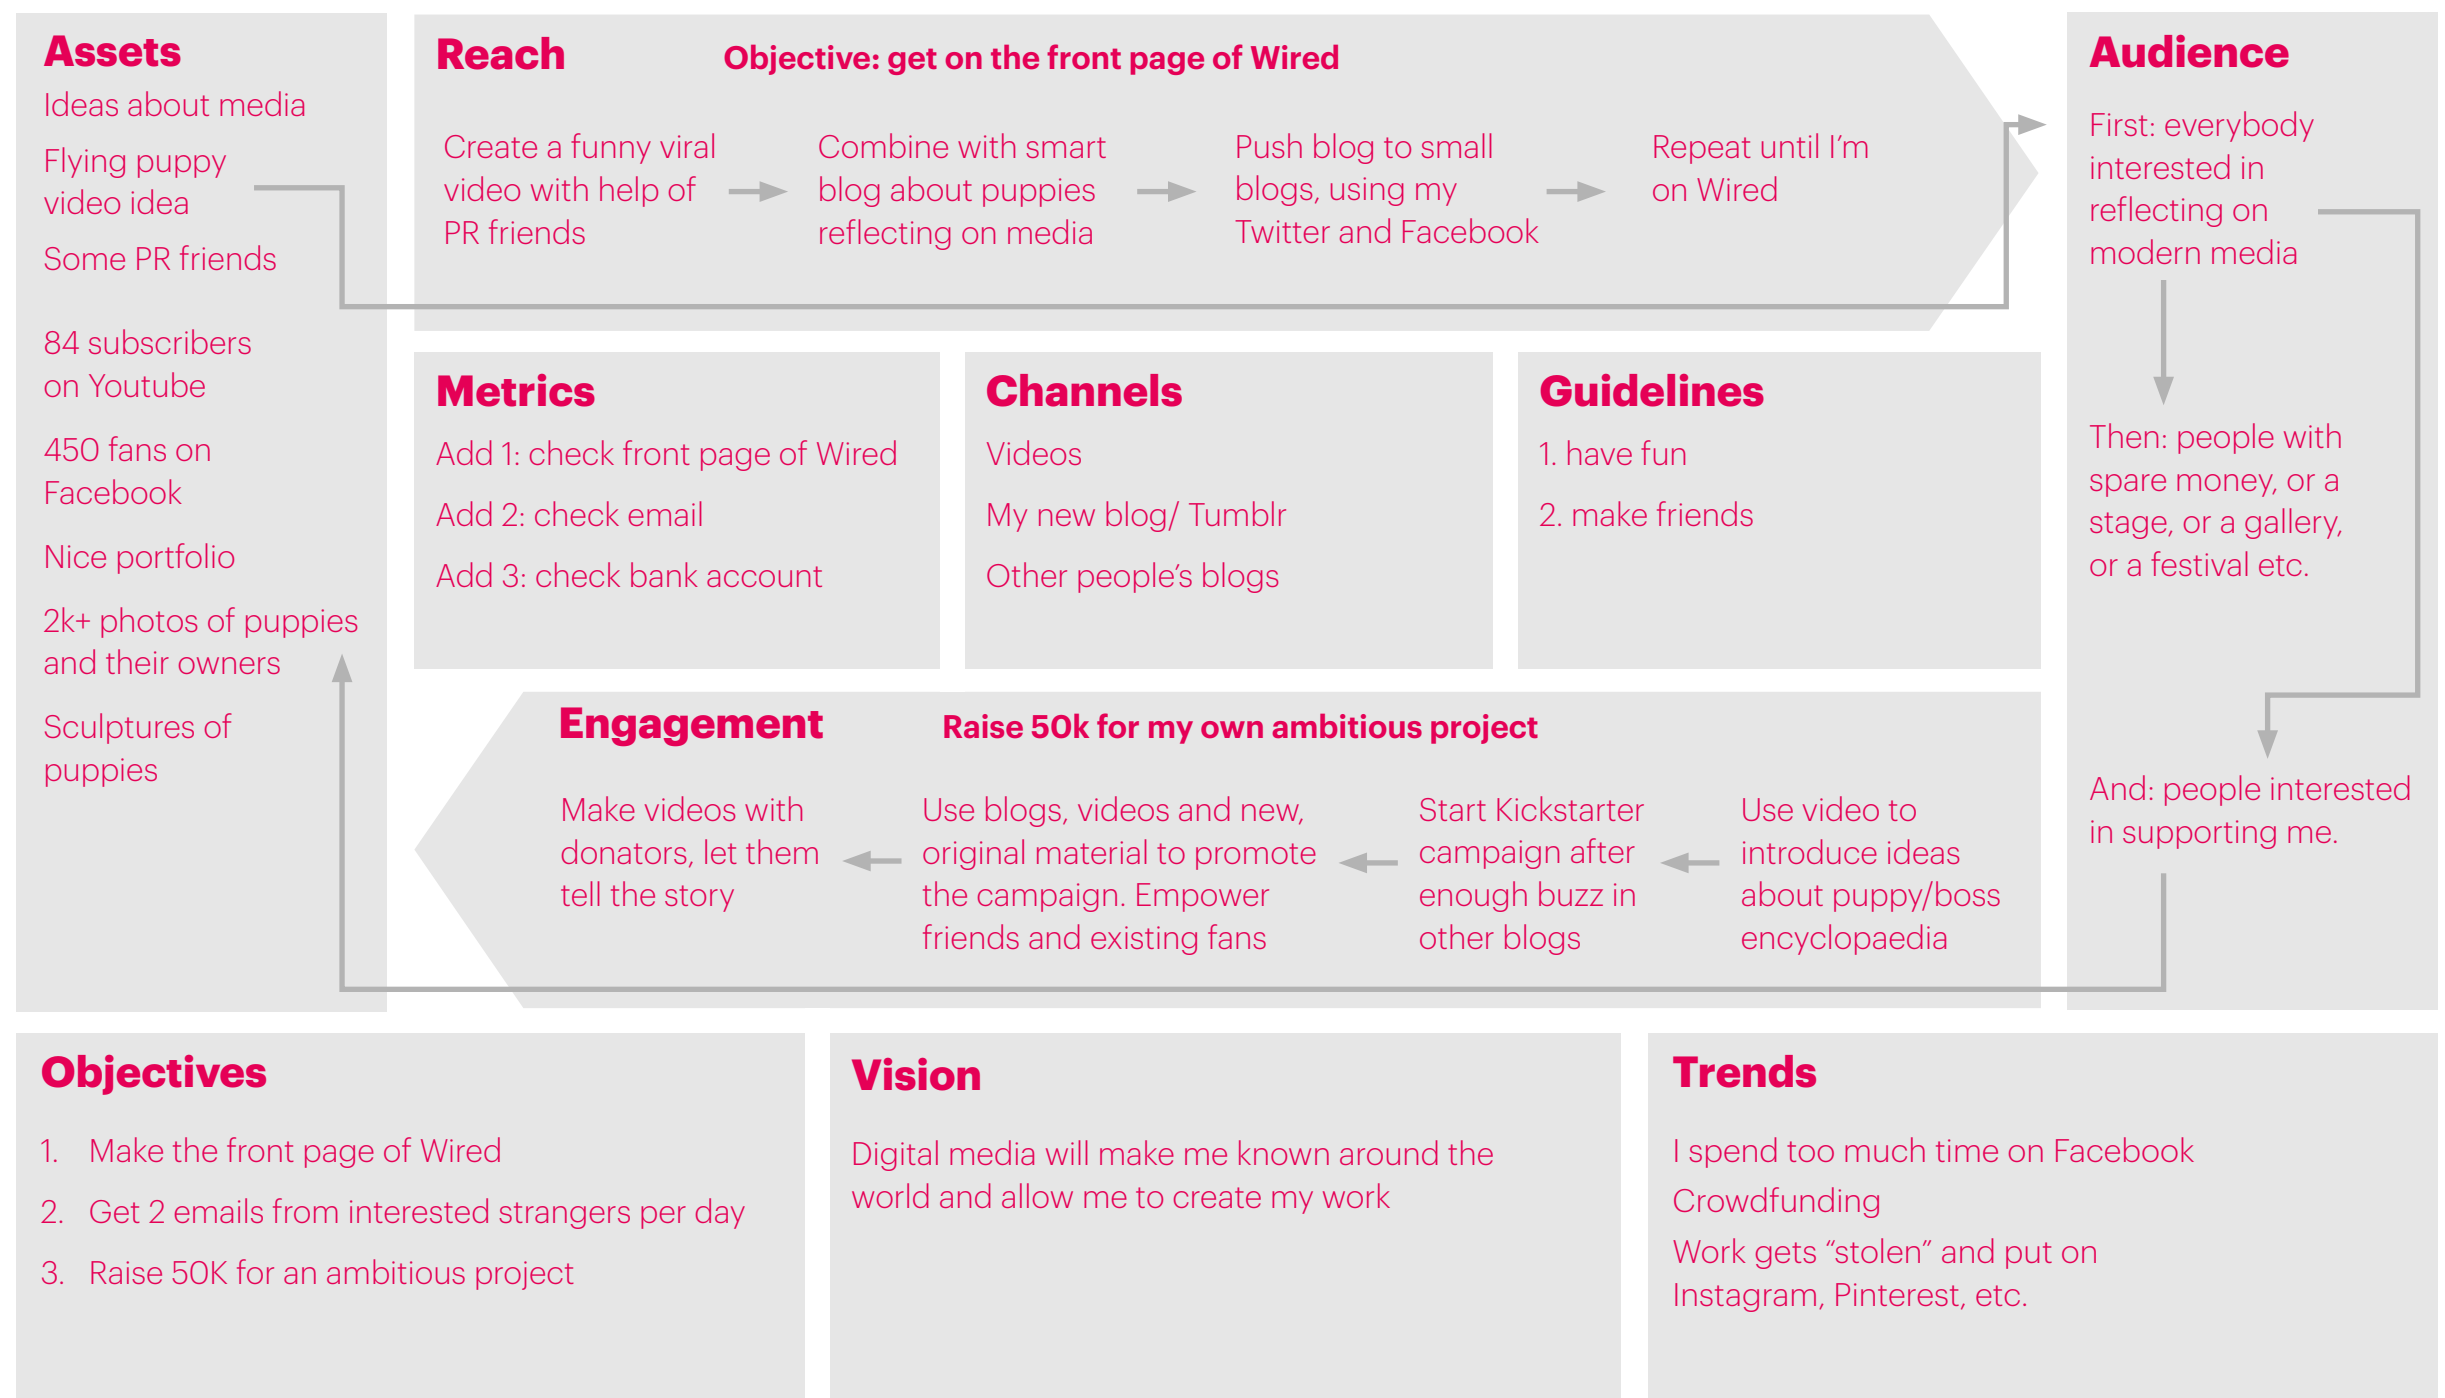 Assets
Ideas about media
Flying puppy
video idea
Some PR friends
84 subscribers
on Youtube
450 fans on
Facebook
Nice portfolio
2k+ photos of puppies
and their owners
Sculptures of
puppies
Reach
Objective: get on the front page of Wired
Create a funny viral
video with help of
PR friends
Combine with smart
blog about puppies
reflecting on media
Push blog to small
blogs, using my
Twitter and Facebook
Repeat until I'm
on Wired
Audience
First: everybody
interested in
reflecting on
modern media
Then: people with
spare money, or a
stage, or a gallery,
or a festival etc.
And: people interested
in supporting me.
Metrics
Add 1: check front page of Wired
Add 2: check email
Add 3: check bank account
Channels
Videos
My new blog/ Tumblr
Other people's blogs
Guidelines
1. have fun
2. make friends
Engagement
Raise 50k for my own ambitious project
Make videos with
donators, let them
tell the story
Use blogs, videos and new,
original material to promote
the campaign. Empower
friends and existing fans
Start Kickstarter
campaign after
enough buzz in
other blogs
Use video to
introduce ideas
about puppy/boss
encyclopaedia
Objectives
1. Make the front page of Wired
2. Get 2 emails from interested strangers per day
3. Raise 50K for an ambitious project
Vision
Digital media will make me known around the
world and allow me to create my work
Trends
I spend too much time on Facebook
Crowdfunding
Work gets “stolen” and put on
Instagram, Pinterest, etc.